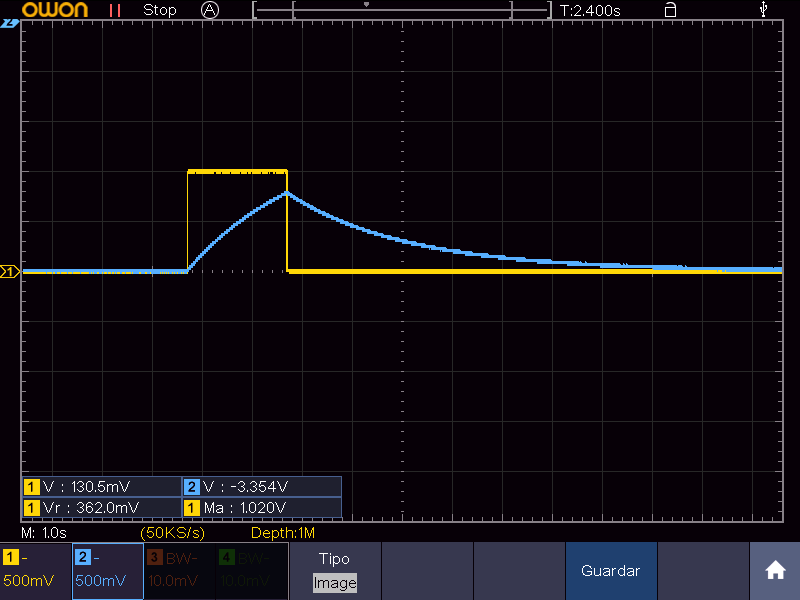 owon Stop A T:2.400s
2
1
1 V : 130.5mV 2 V : -3.354V
1 Vr : 362.0mV 1 Ma : 1.020V
M: 1.0s (50KS/s) Depth:1M
1 - 2 - 3 BW- 4 BW- Tipo
500mV 500mV 10.0mV 10.0mV Image
Guardar